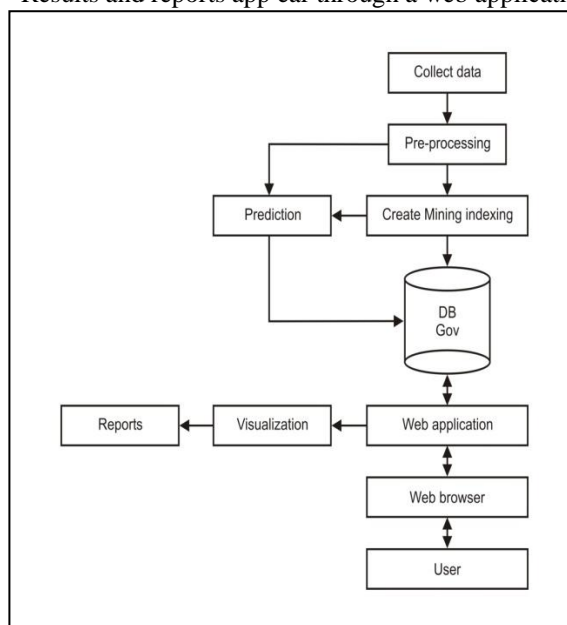 Results and reports app ear through a web applicati
Collect data
Pre-processing
Prediction
Create Mining indexing
DB
Gov
Reports
Visualization
Web application
Web browser
User